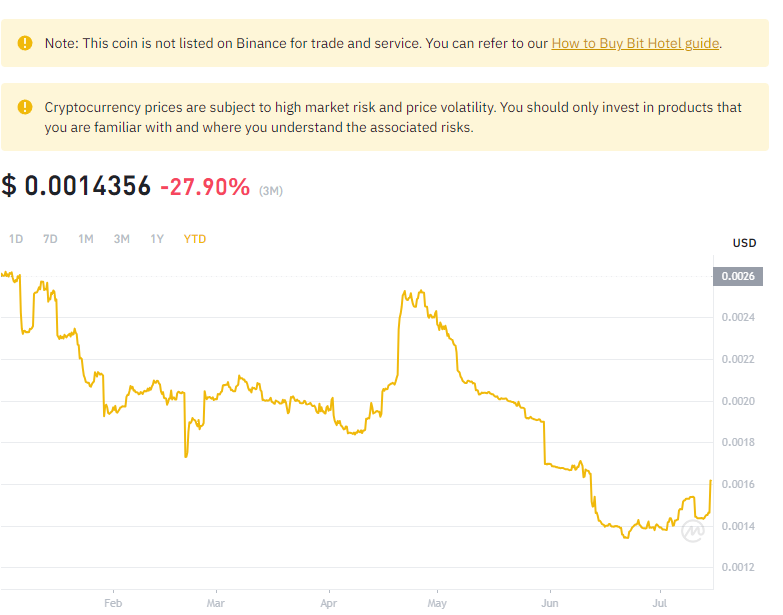 Note: This coin is not listed on Binance for trade and service. You can refer to our How to Buy Bit Hotel guide.
Cryptocurrency prices are subject to high market risk and price volatility. You should only invest in products that
you are familiar with and where you understand the associated risks.
$ 0.0014356 -27.90% (3M)
1D 7D 1M 3M 1Y YTD
USD
0.0026
0.0024
0.0022
0.0020
0.0018
0.0016
0.0014
0.0012
Feb Mar Apr May Jun Jul